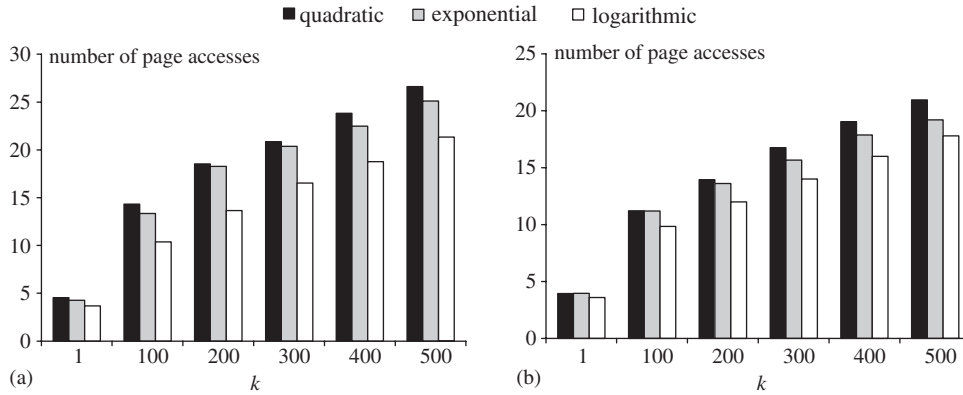 quadratic exponential logarithmic
number of page accesses
30
25
20
15
10
5
0
1 100 200 300 400 500
(a)
k
number of page accesses
25
20
15
10
5
0
1 100 200 300 400 500
(b)
k